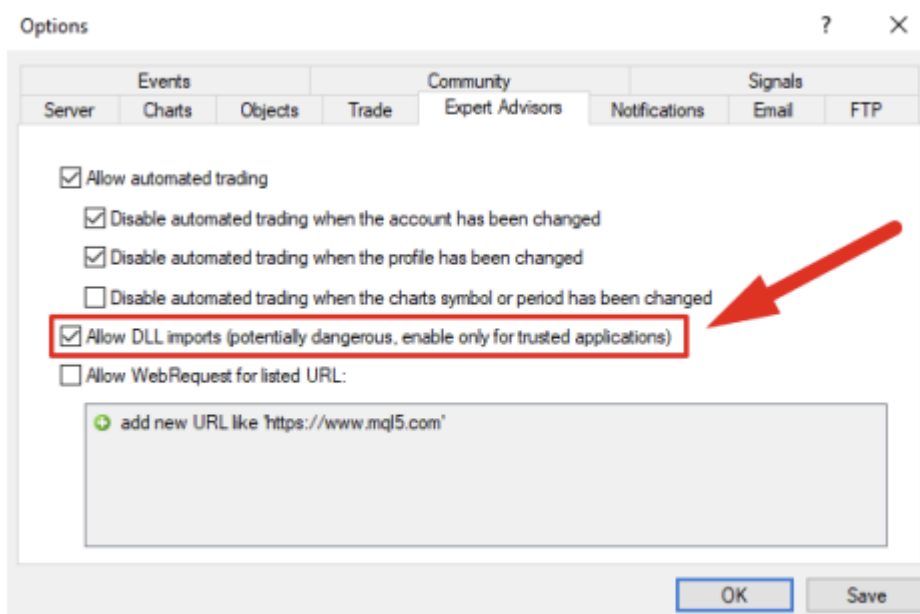 Options ?
Events Community Signals
Server Charts Objects Trade Expert Advisors Notifications Email FTP
Allow automated trading
Disable automated trading when the account has been changed
Disable automated trading when the profile has been changed
Disable automated trading when the charts symbol or period has been changed
Allow DLL imports (potentially dangerous, enable only for trusted applications)
Allow WebRequest for listed URL:
add new URL like 'https://www.mql5.com'
OK Save